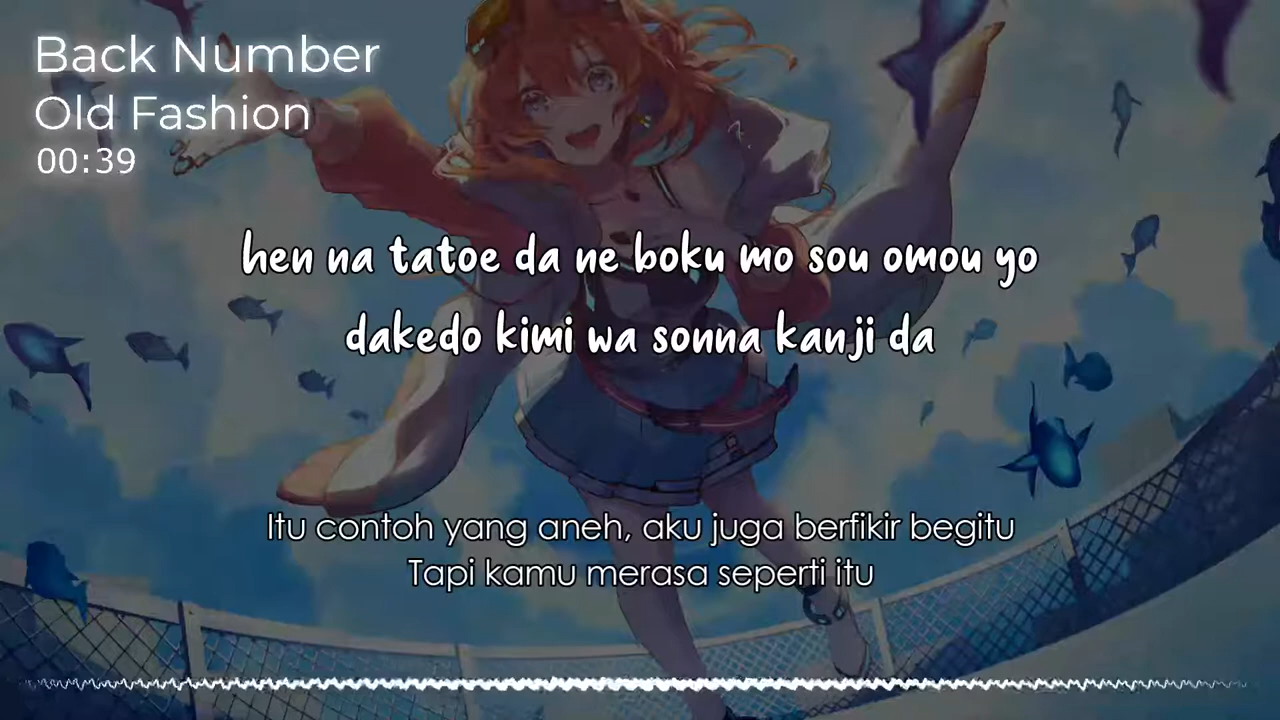 Back Number
Old Fashion
00:39
hen na tatoe da ne boku mo sou omou yo
dakedo kimi wa sonna kanji da
Itu contoh yang aneh, aku juga berfikir begitu
Tapi kamu merasa seperti itu